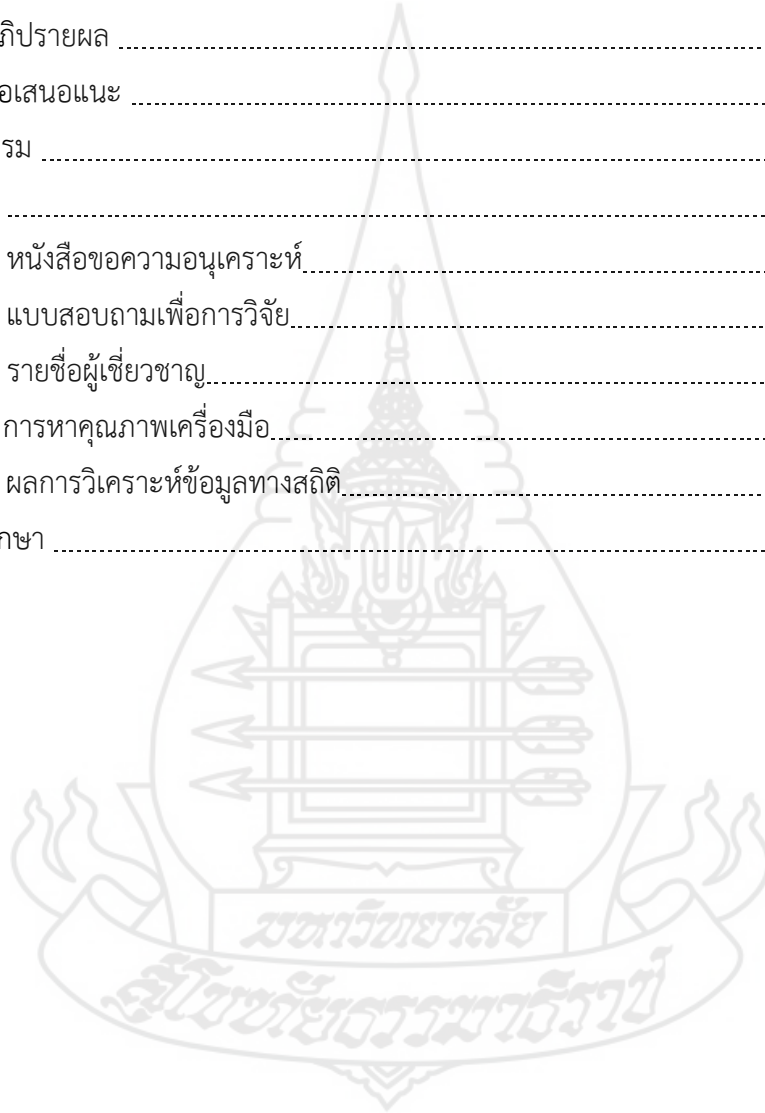 ภิปรายผล
อเสนอแนะ
รม
หนังสือขอความอนุเคราะห์
แบบสอบถามเพื่อการวิจัย
รายชื่อผู้เชี่ยวชาญ
การหาคุณภาพเครื่องมือ
ผลการวิเคราะห์ข้อมูลทางสถิติ
กษา
มหาวิทยาลัย
สุโขทัยธรรมาธิราช